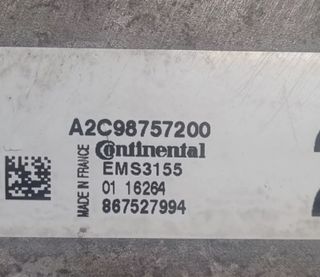 A2C98757200
Continental
EMS3155
01 16264
867527994
MADE IN FRANCE